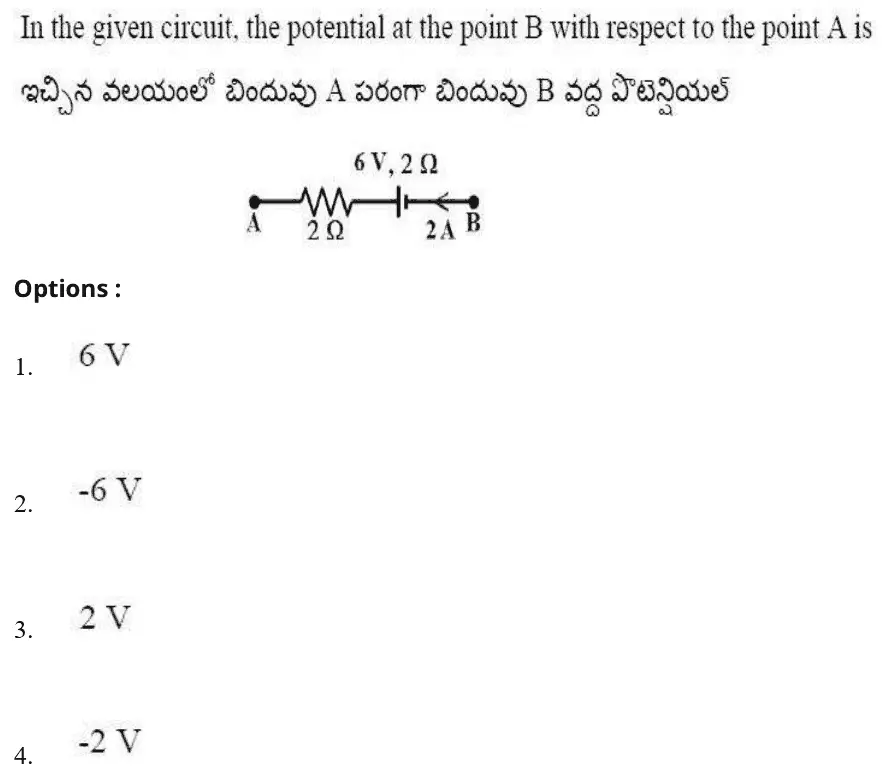 In the given circuit, the potential at the point B with respect to the point A is
ఇచ్చిన వలయంలో బిందువు A పరంగా బిందువు B వద్ద పొటెన్షియల్
6 V, 2 Ω
A
2 Ω
2 A
B
Options :
1. 6 V
2. -6 V
3. 2 V
4. -2 V